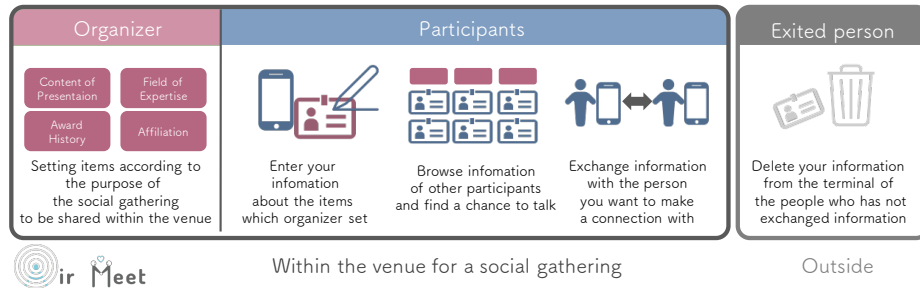 Organizer
Participants
Exited person
Content of
Presentaion
Field of
Expertise
Award
History
Affiliation
Setting items according to
the purpose of
the social gathering
to be shared within the venue
Enter your
infomation
about the items
which organizer set
Browse infomation
of other participants
and find a chance to talk
Exchange information
with the person
you want to make
a connection with
Delete your information
from the terminal of
the people who has not
exchanged information
ir Meet
Within the venue for a social gathering
Outside